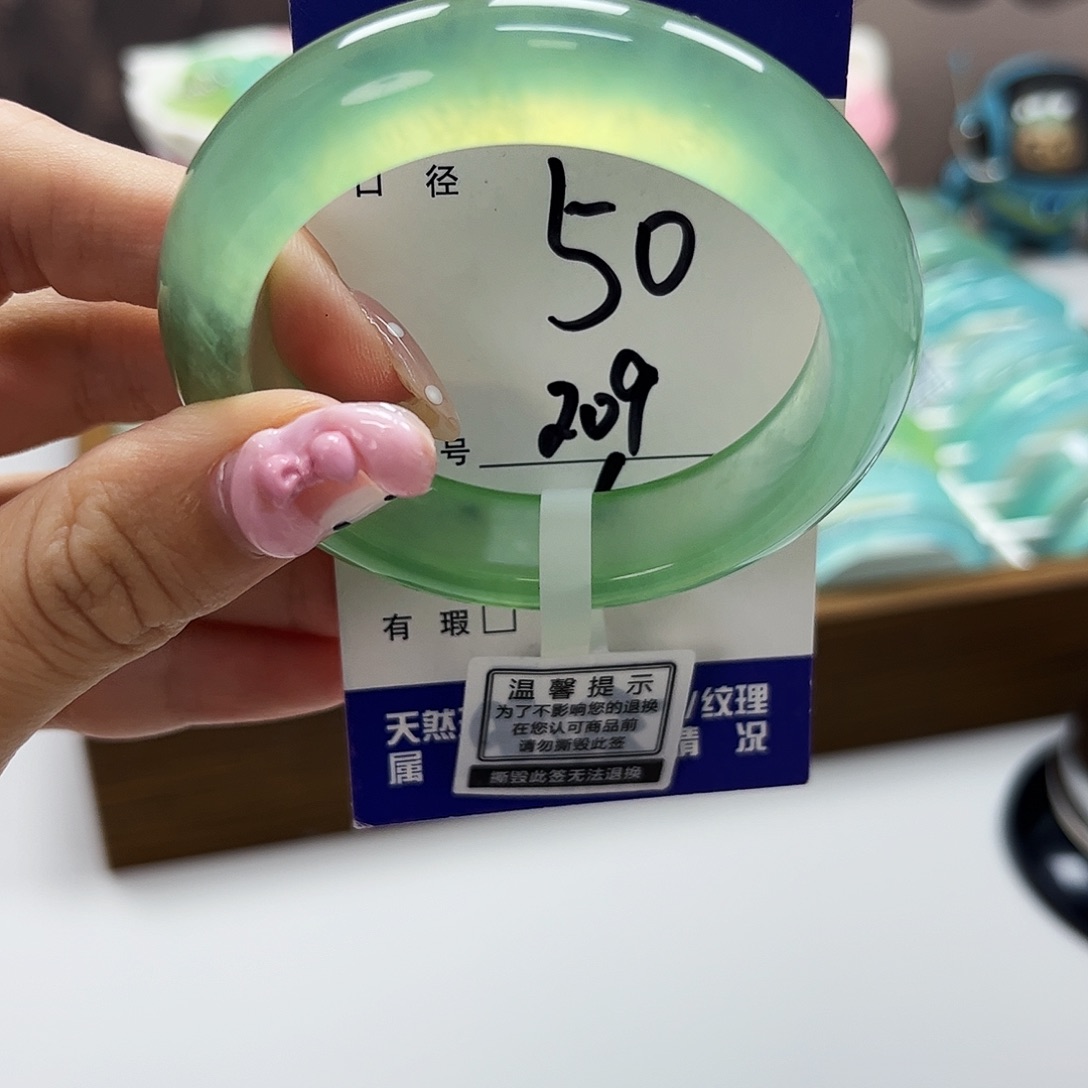 口 径
50
209
号
有 瑕
天然
/纹理
属
情 况
温馨提示
为了不影响您的退换
在您认可商品前
请勿撕毁此签
撕毁此签无法退换